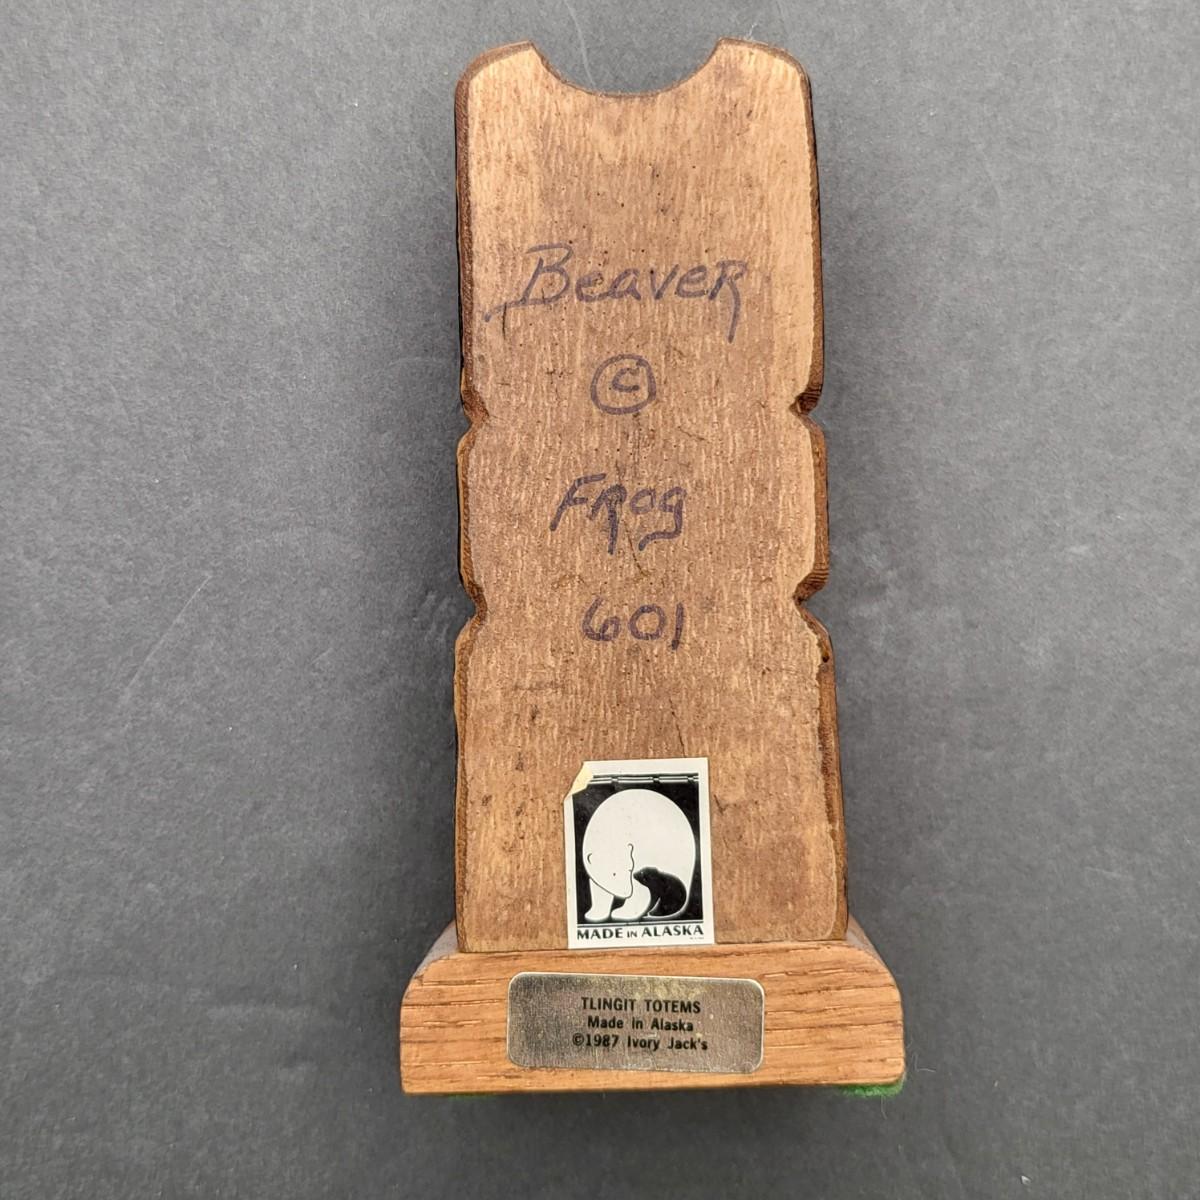 BeaveR
©
FRog
601
MADE IN ALASKA
TLINGIT TOTEMS
Made In Alaska
©1987 Ivory Jack's